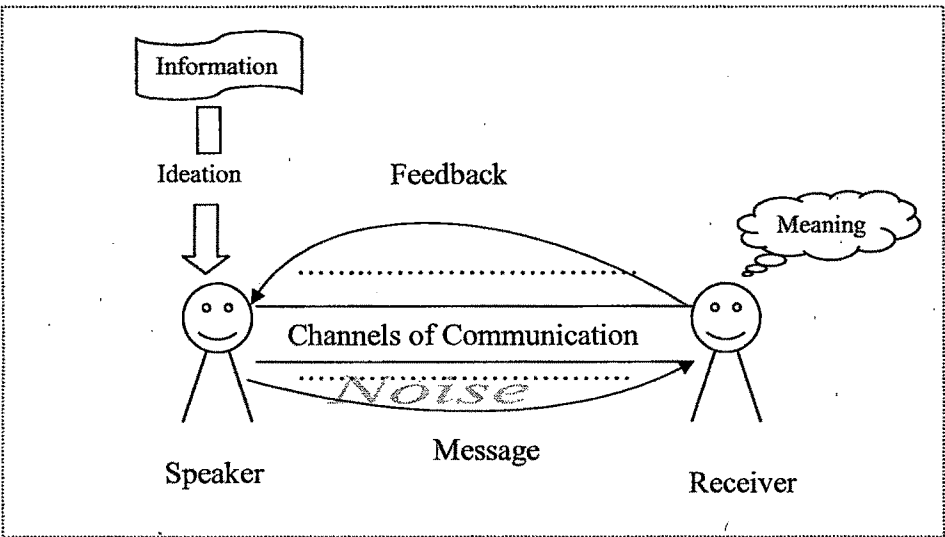 Information
Ideation
Feedback
Meaning
Channels of Communication
Noise
Message
Speaker
Receiver